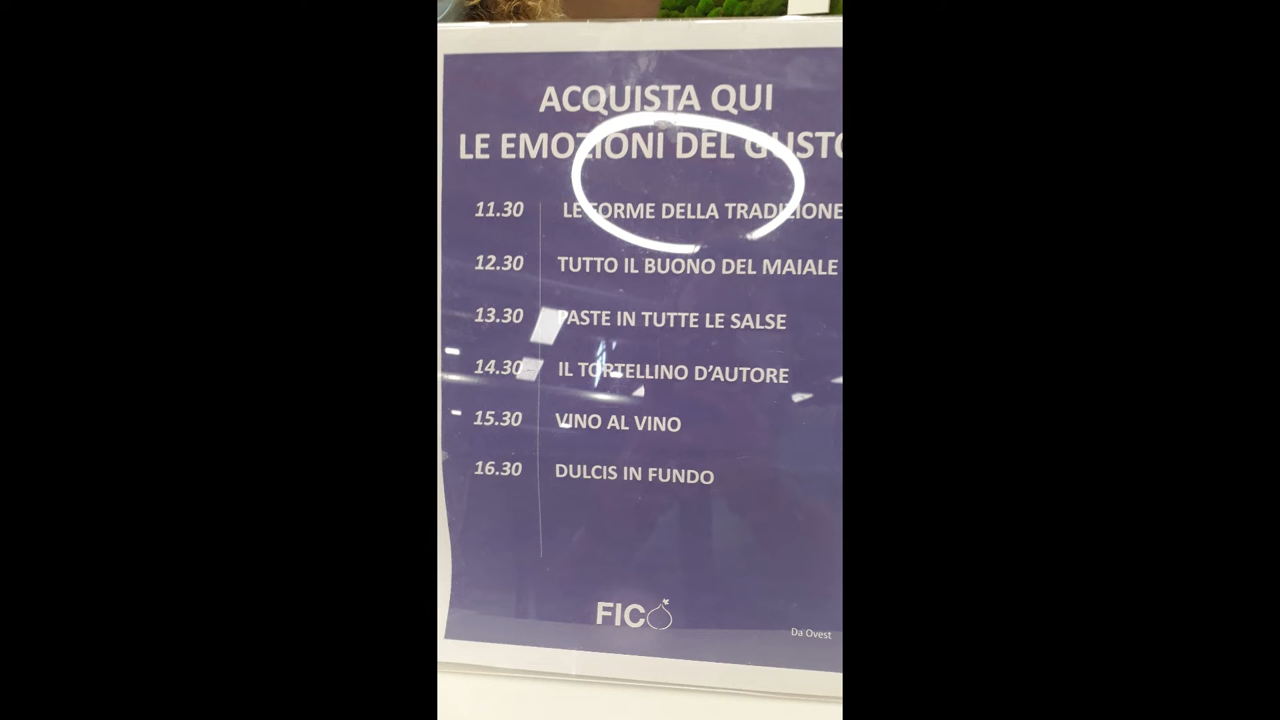 ACQUISTA QUI
LE EMOZIONI DEL GUSTO
11.30 LE FORME DELLA TRADIZIONE
12.30 TUTTO IL BUONO DEL MAIALE
13.30 PASTE IN TUTTE LE SALSE
14.30 IL TORTELLINO D'AUTORE
15.30 VINO AL VINO
16.30 DULCIS IN FUNDO
FICO
Da Ovest